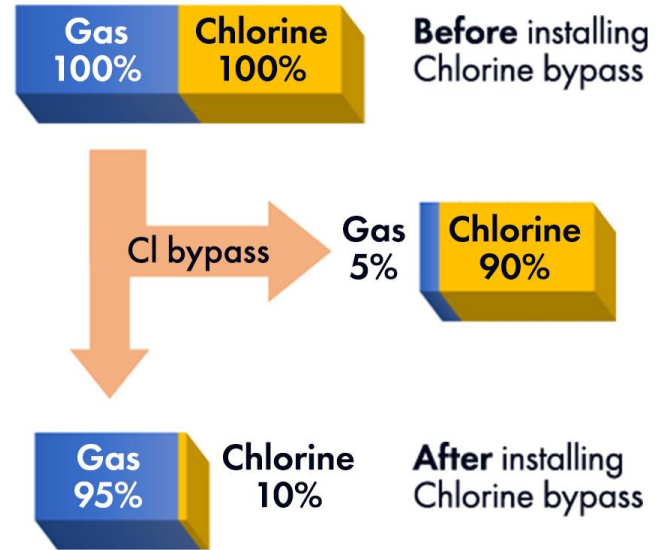 Gas
100%
Chlorine
100%
Before installing
Chlorine bypass
Cl bypass
Gas
5%
Chlorine
90%
Gas
95%
Chlorine
10%
After installing
Chlorine bypass